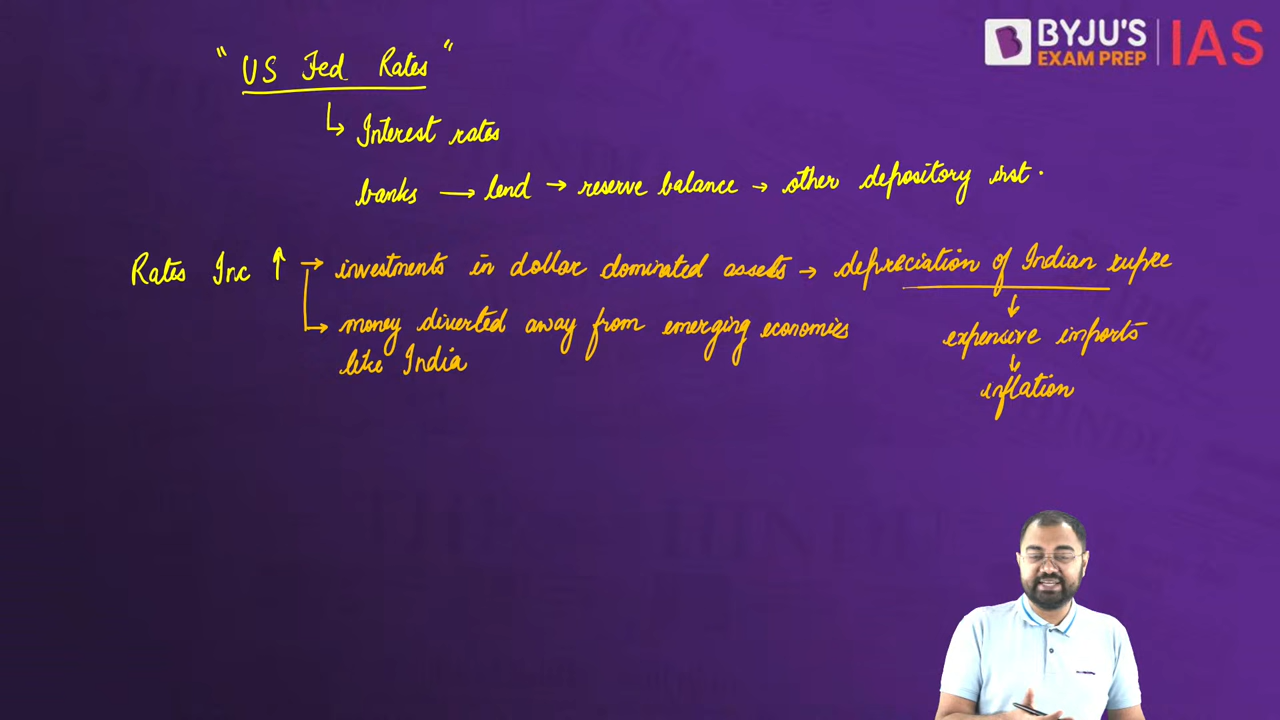 BYJU'S
EXAM PREP
IAS
"US Fed Rates"
↳ Interest rates
banks → lend → reserve balance → other depository inst.
Rates Inc ↑ → investments in dollar dominated assets → depreciation of Indian rupee
↳ money diverted away from emerging economies
like India
↓
expensive imports
↓
inflation